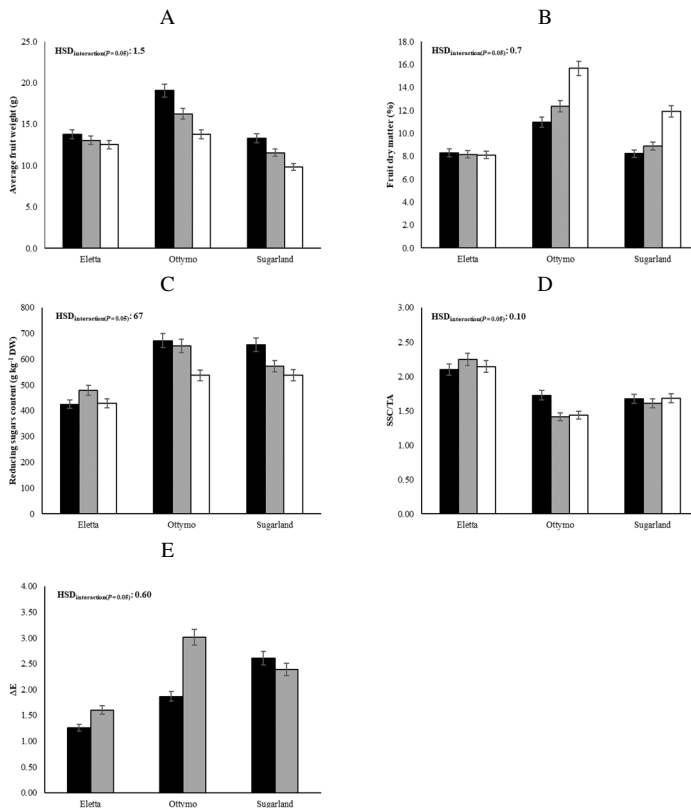 A
Average fruit weight (g)
HSDinteraction(P=0.05): 1.5
25.0
20.0
15.0
10.0
5.0
0.0
Eletta Ottymo Sugarland
B
Fruit dry matter (%)
HSDinteraction(P=0.05): 0.7
18.0
16.0
14.0
12.0
10.0
8.0
6.0
4.0
2.0
0.0
Eletta Ottymo Sugarland
C
Reducing sugars content (g kg-1 DW)
HSDinteraction(P=0.05): 67
800
700
600
500
400
300
200
100
0
Eletta Ottymo Sugarland
D
SSC/TA
HSDinteraction(P=0.05): 0.10
3.00
2.50
2.00
1.50
1.00
0.50
0.00
Eletta Ottymo Sugarland
E
ΔE
HSDinteraction(P=0.05): 0.60
4.00
3.50
3.00
2.50
2.00
1.50
1.00
0.50
0.00
Eletta Ottymo Sugarland